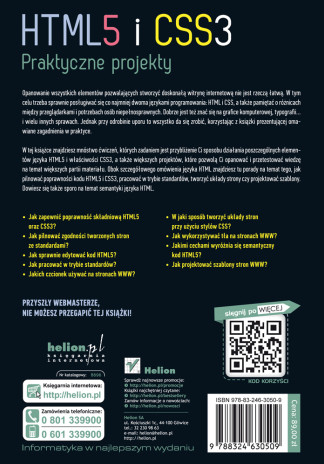 HTML5 i CSS3
Praktyczne projekty
Opanowanie wszystkich elementów pozwalających stworzyć doskonałą witrynę internetową nie jest rzeczą łatwą. W tym
celu trzeba sprawnie posługiwać się co najmniej dwoma językami programowania: HTML i CSS, a także pamiętać o różnicach
między przeglądarkami i potrzebach osób niepełnosprawnych. Dobrze jest też znać się na grafice komputerowej, typografii...
i wielu innych sprawach. Jednak przy odrobinie uporu to wszystko da się zrobić, korzystając z książki prezentującej oma-
wiane zagadnienia w praktyce.
W tej książce znajdziesz mnóstwo ćwiczeń, których zadaniem jest przybliżenie Ci sposobu działania poszczególnych elemen-
tów języka HTML5 i właściwości CSS3, a także większych projektów, które pozwolą Ci opanować i przetestować wiedzę
na temat większych partii materiału. Obok szczegółowego omówienia języka HTML znajdziesz tu porady na temat tego, jak
pilnować poprawności kodu HTML5 i CSS3, pracować w trybie standardów, tworzyć układy strony czy projektować szablony.
Dowiesz się także sporo na temat semantyki języka HTML.
• Jak zapewnić poprawność składniową HTML5
oraz CSS3?
• Jak pilnować zgodności tworzonych stron
ze standardami?
• Jak sprawnie edytować kod HTML5?
• Jak pracować w trybie standardów?
• Jakich czcionek używać na stronach WWW?
• W jaki sposób tworzyć układy stron
przy użyciu stylów CSS?
• Jak wykorzystywać tła na stronach WWW?
• Jakimi cechami wyróżnia się semantyczny
kod HTML5?
• Jak projektować szablony stron WWW?
PRZYSZŁY WEBMASTERZE,
NIE MOŻESZ PRZEGAPIĆ TEJ KSIĄŻKI!
sięgnij po WIĘCEJ
KOD KORZYŚCI
helion.pl
księgarnia
internetowa
Nr katalogowy:
Księgarnia internetowa:
http://helion.pl
Zamówienia telefoniczne:
0 801 339900
0 601 339900
Helion
Sprawdź najnowsze promocje:
http://helion.pl/promocje
Książki najchętniej czytane:
http://helion.pl/bestsellery
Zamów informacje o nowościach:
http://helion.pl/nowosci
Helion SA
ul. Kościuszki 1c, 44-100 Gliwice
tel.: 32 230 98 63
e-mail: helion@helion.pl
http://helion.pl
ISBN 978-83-246-3050-9
9 788324 630509
Informatyka w najlepszym wydaniu